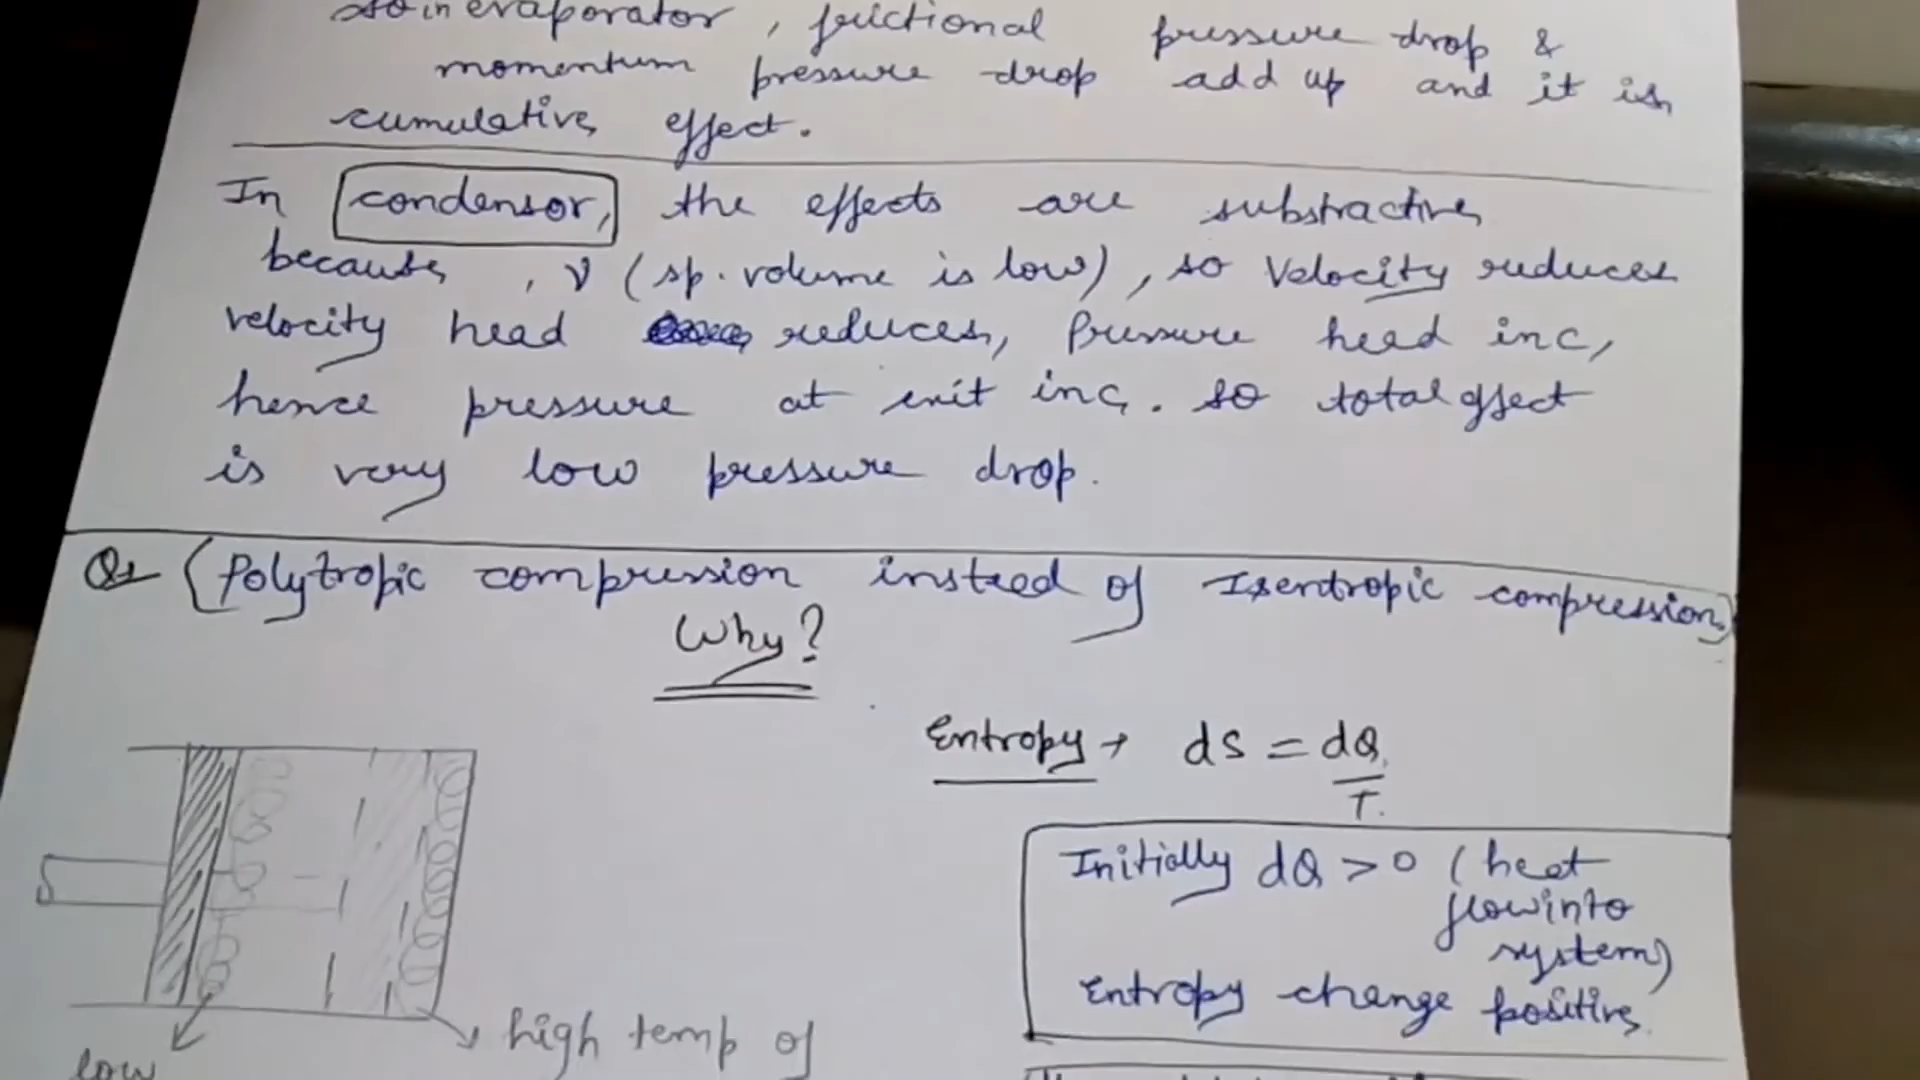 so in evaporator, frictional pressure drop &
momentum pressure drop add up and it is
cumulative effect.
In condensor, the effects are substractive
because, v (sp. volume is low), so velocity reduces
velocity head reduces, Pressure head inc,
hence pressure at exit inc. so total effect
is very low pressure drop.
Q1 (Polytropic compression instead of Isentropic compression)
Why?
Entropy → dS = dQ/T.
Initially dQ > 0 (heat
flow into
system)
Entropy change positive
high temp of
low